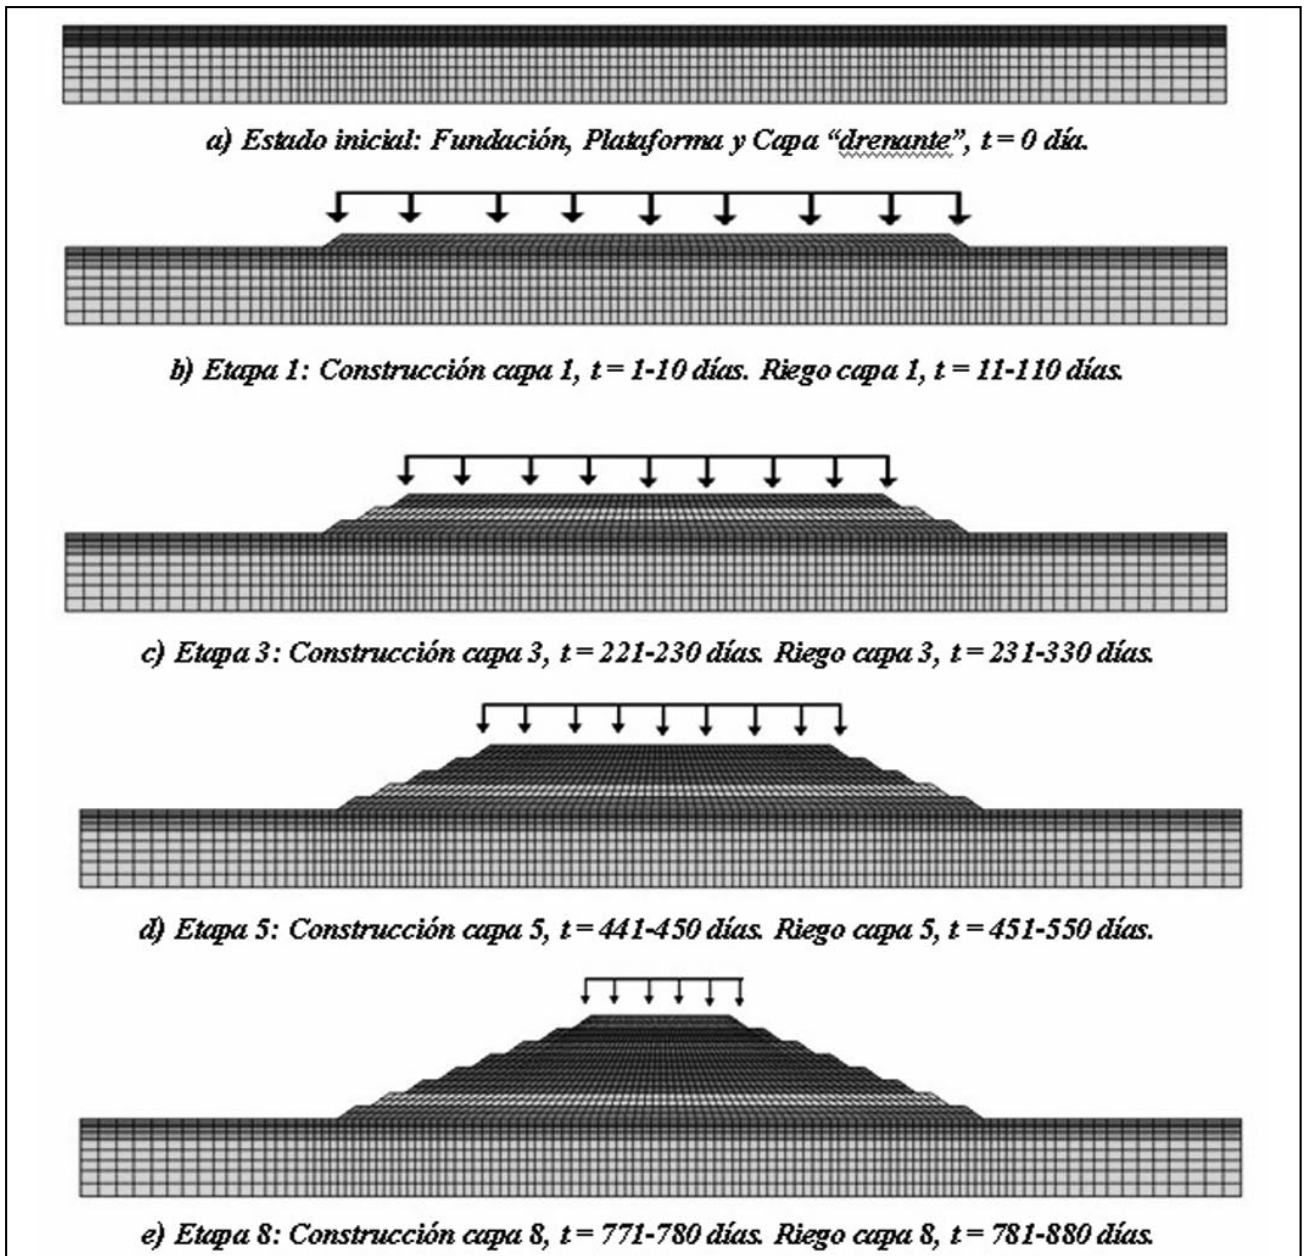 a) Estado inicial: Fundación, Plataforma y Capa “drenante”, t = 0 día.
b) Etapa 1: Construcción capa 1, t = 1-10 días. Riego capa 1, t = 11-110 días.
c) Etapa 3: Construcción capa 3, t = 221-230 días. Riego capa 3, t = 231-330 días.
d) Etapa 5: Construcción capa 5, t = 441-450 días. Riego capa 5, t = 451-550 días.
e) Etapa 8: Construcción capa 8, t = 771-780 días. Riego capa 8, t = 781-880 días.